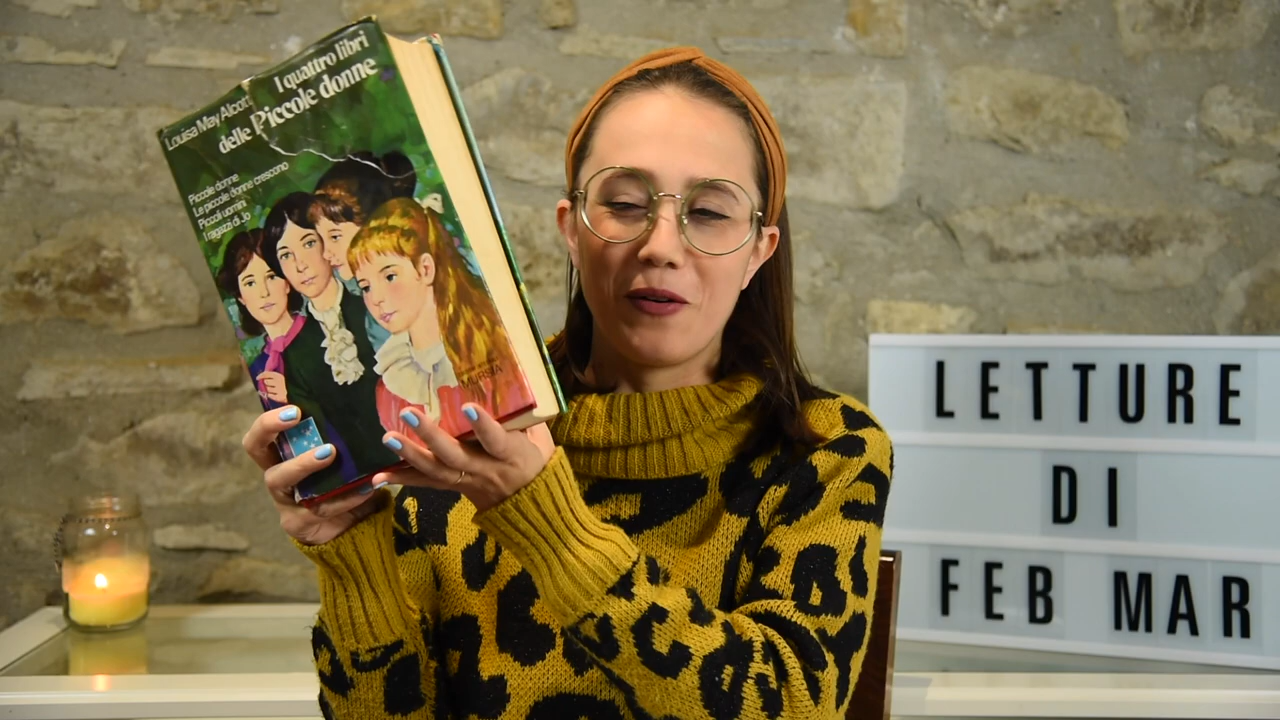 Louisa May Alcott
I quattro libri
delle Piccole donne
Piccole donne
Le piccole donne crescono
Piccoli uomini
I ragazzi di Jo
MURSIA
LETTURE
DI
FEB MAR